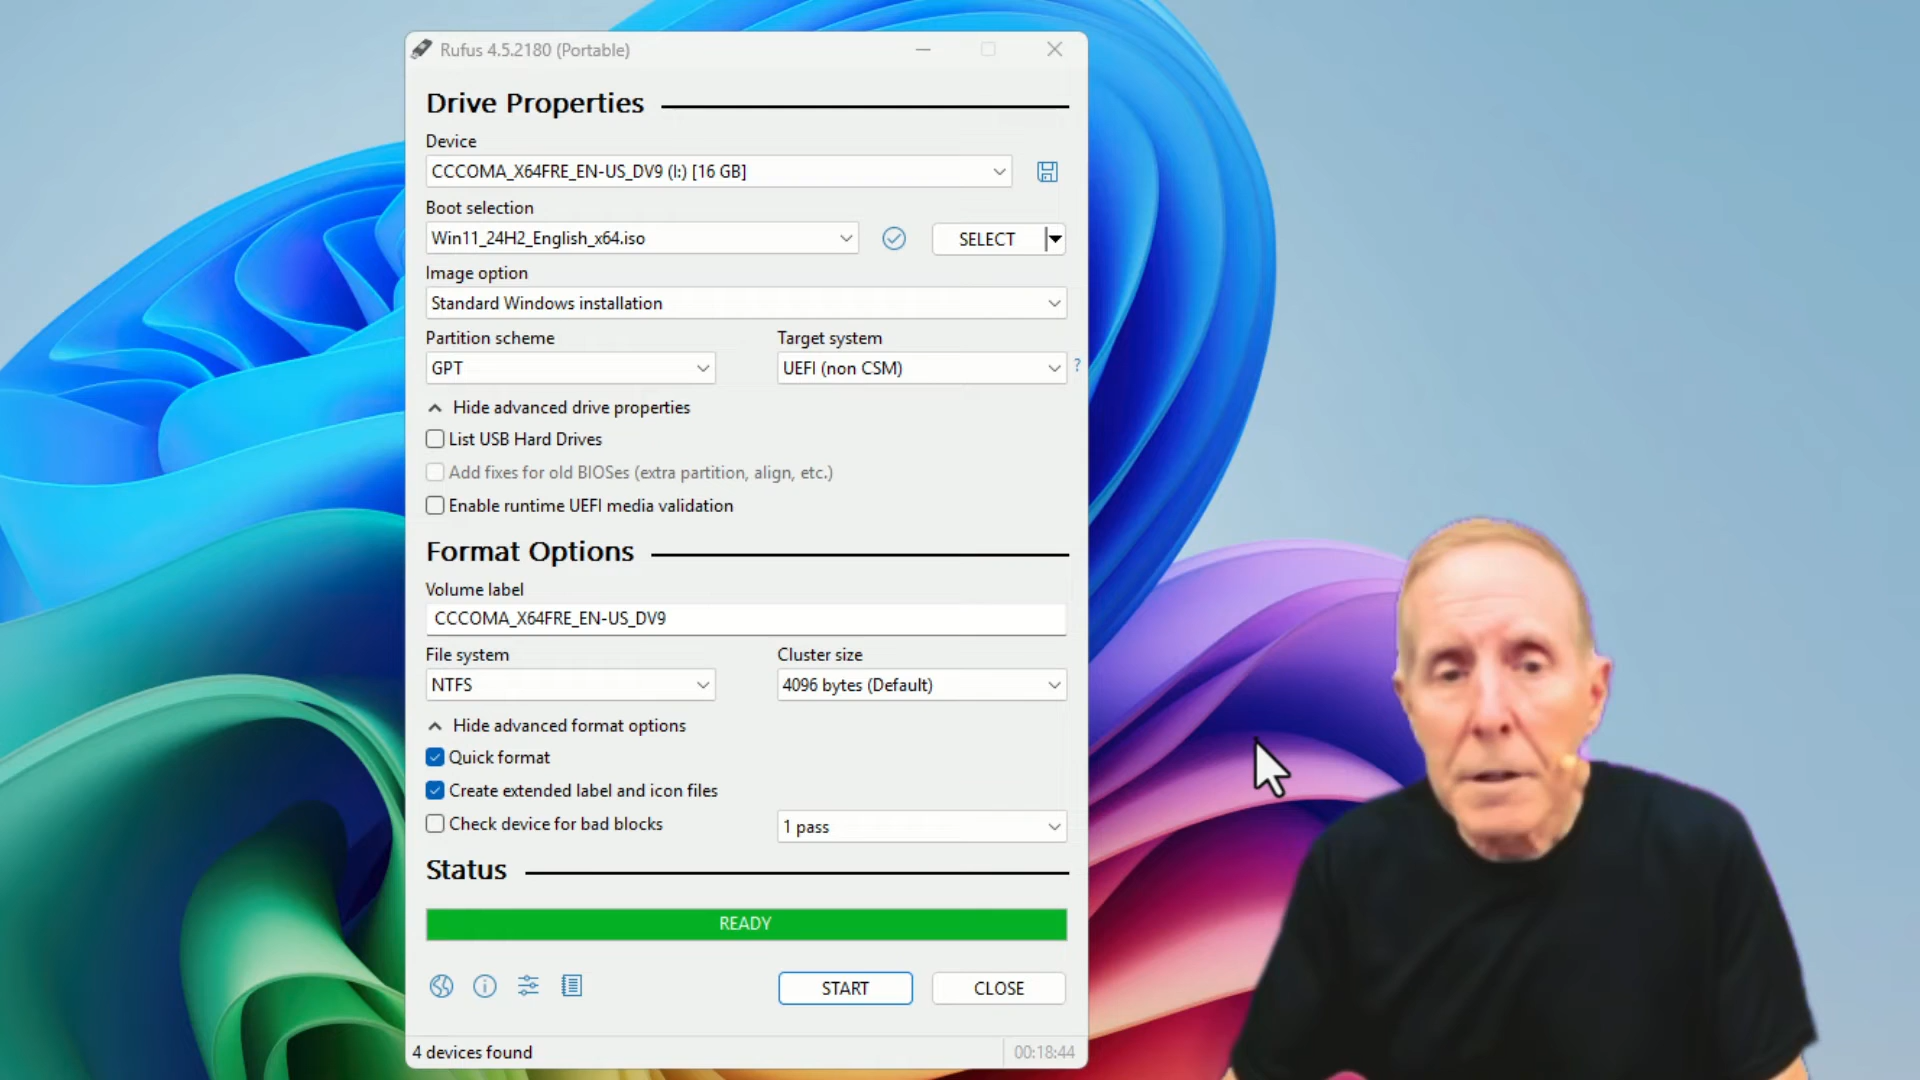 Rufus 4.5.2180 (Portable)
Drive Properties
Device
CCCOMA_X64FRE_EN-US_DV9 (I:) [16 GB]
Boot selection
Win11_24H2_English_x64.iso
SELECT
Image option
Standard Windows installation
Partition scheme
Target system
GPT
UEFI (non CSM)
?
Hide advanced drive properties
List USB Hard Drives
Add fixes for old BIOSes (extra partition, align, etc.)
Enable runtime UEFI media validation
Format Options
Volume label
CCCOMA_X64FRE_EN-US_DV9
File system
Cluster size
NTFS
4096 bytes (Default)
Hide advanced format options
Quick format
Create extended label and icon files
Check device for bad blocks
1 pass
Status
READY
START
CLOSE
4 devices found
00:18:44